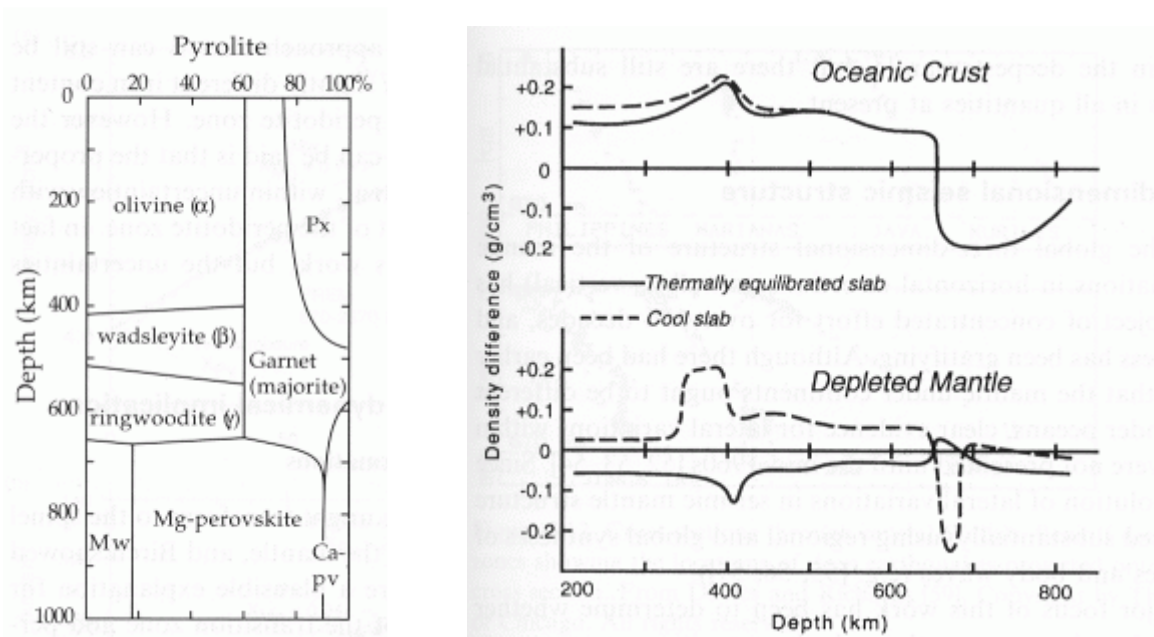 Pyrolite
0 20 40 60 80 100%
0
200
400
600
800
1000
Depth (km)
olivine (α)
Px
wadsleyite (β)
Garnet
(majorite)
ringwoodite (γ)
Mg-perovskite
Mw
Ca
pv
Oceanic Crust
+0.2
+0.1
0
-0.1
-0.2
Density difference (g/cm³)
Thermally equilibrated slab
Cool slab
Depleted Mantle
+0.2
+0.1
0
0.1
-0.2
200 400 600 800
Depth (km)